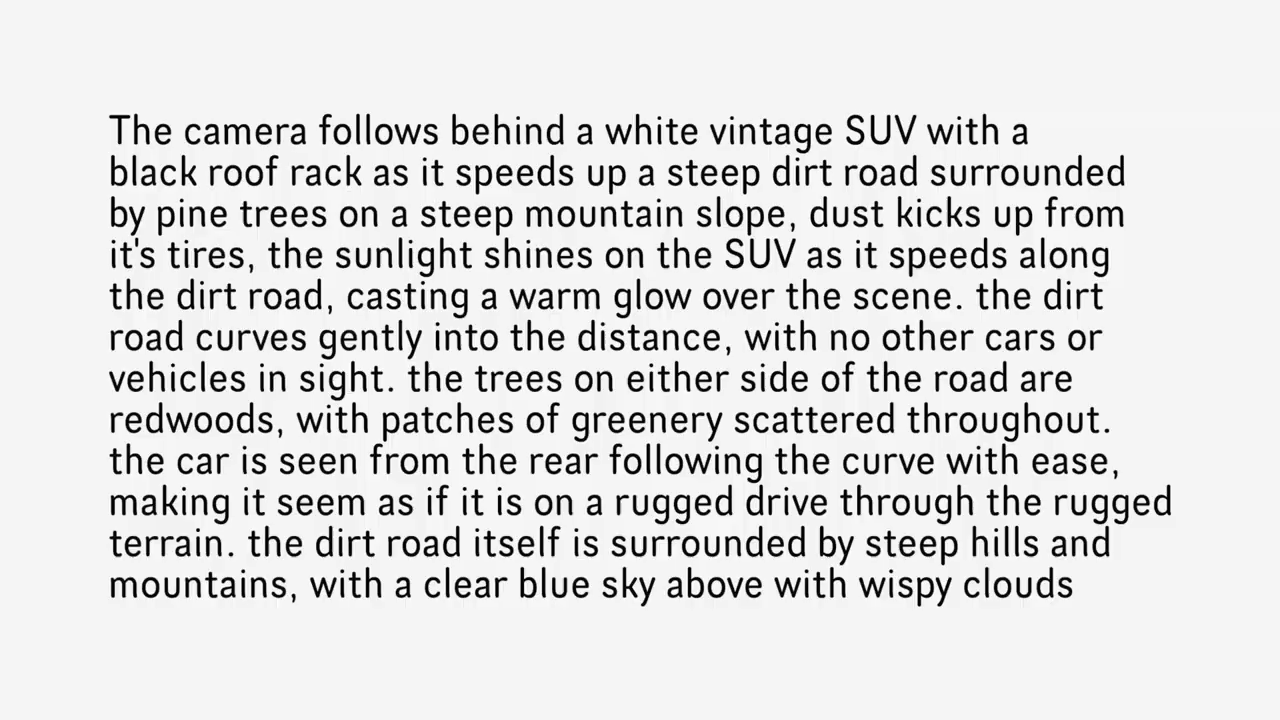 The camera follows behind a white vintage SUV with a
black roof rack as it speeds up a steep dirt road surrounded
by pine trees on a steep mountain slope, dust kicks up from
it's tires, the sunlight shines on the SUV as it speeds along
the dirt road, casting a warm glow over the scene. the dirt
road curves gently into the distance, with no other cars or
vehicles in sight. the trees on either side of the road are
redwoods, with patches of greenery scattered throughout.
the car is seen from the rear following the curve with ease,
making it seem as if it is on a rugged drive through the rugged
terrain. the dirt road itself is surrounded by steep hills and
mountains, with a clear blue sky above with wispy clouds